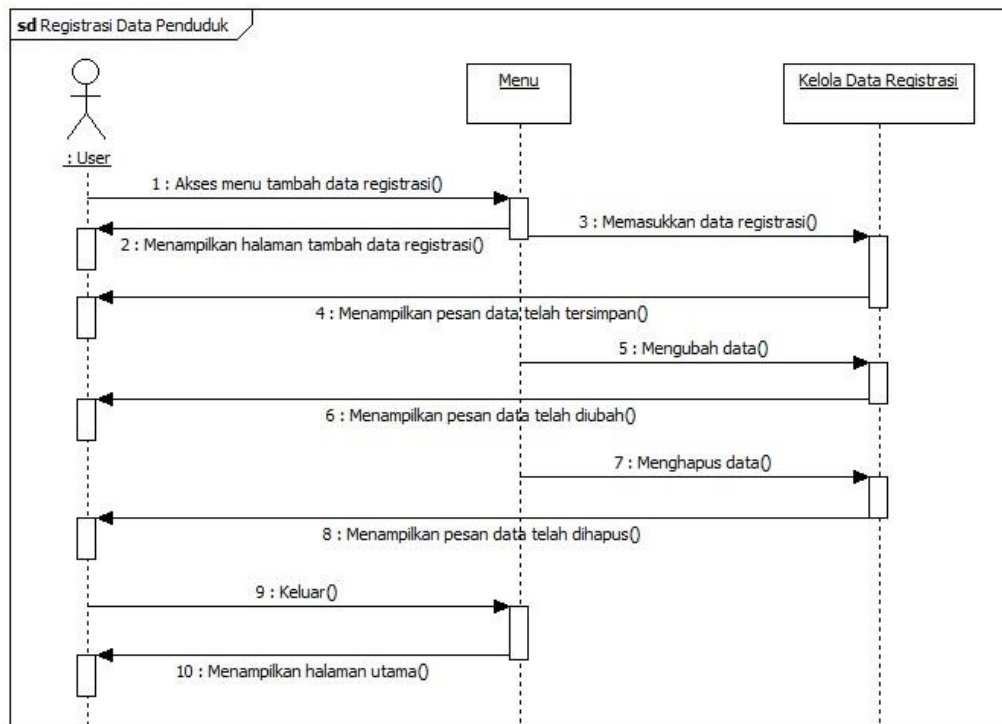 sd Registrasi Data Penduduk
Menu
Kelola Data Registrasi
: User
1 : Akses menu tambah data registrasi()
3 : Memasukkan data registrasi()
2 : Menampilkan halaman tambah data registrasi()
4 : Menampilkan pesan data telah tersimpan()
5 : Mengubah data()
6 : Menampilkan pesan data telah diubah()
7 : Menghapus data()
8 : Menampilkan pesan data telah dihapus()
9 : Keluar()
10 : Menampilkan halaman utama()